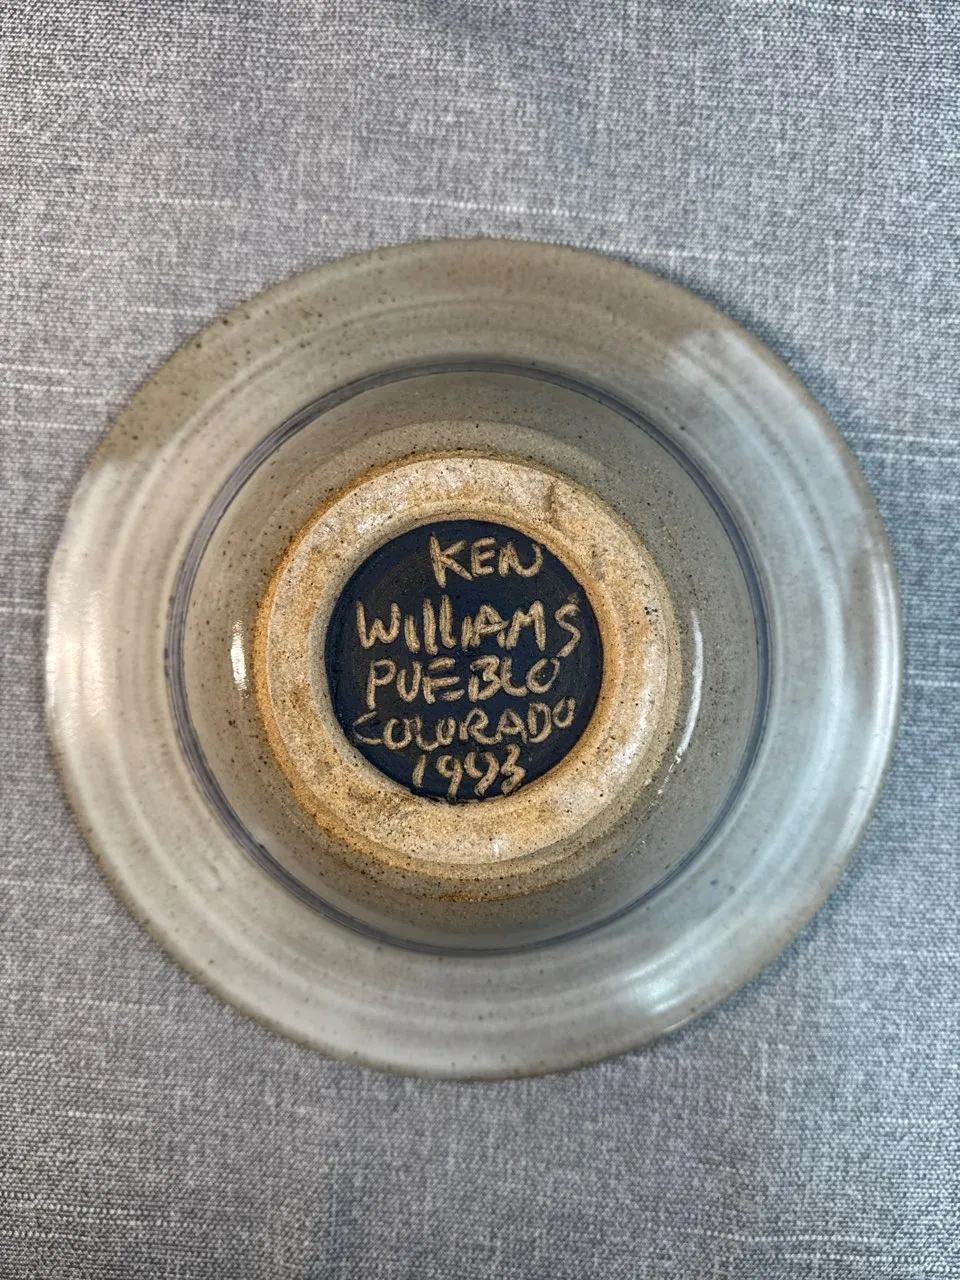 KEN
WILLIAMS
PUEBLO
COLORADO
1993